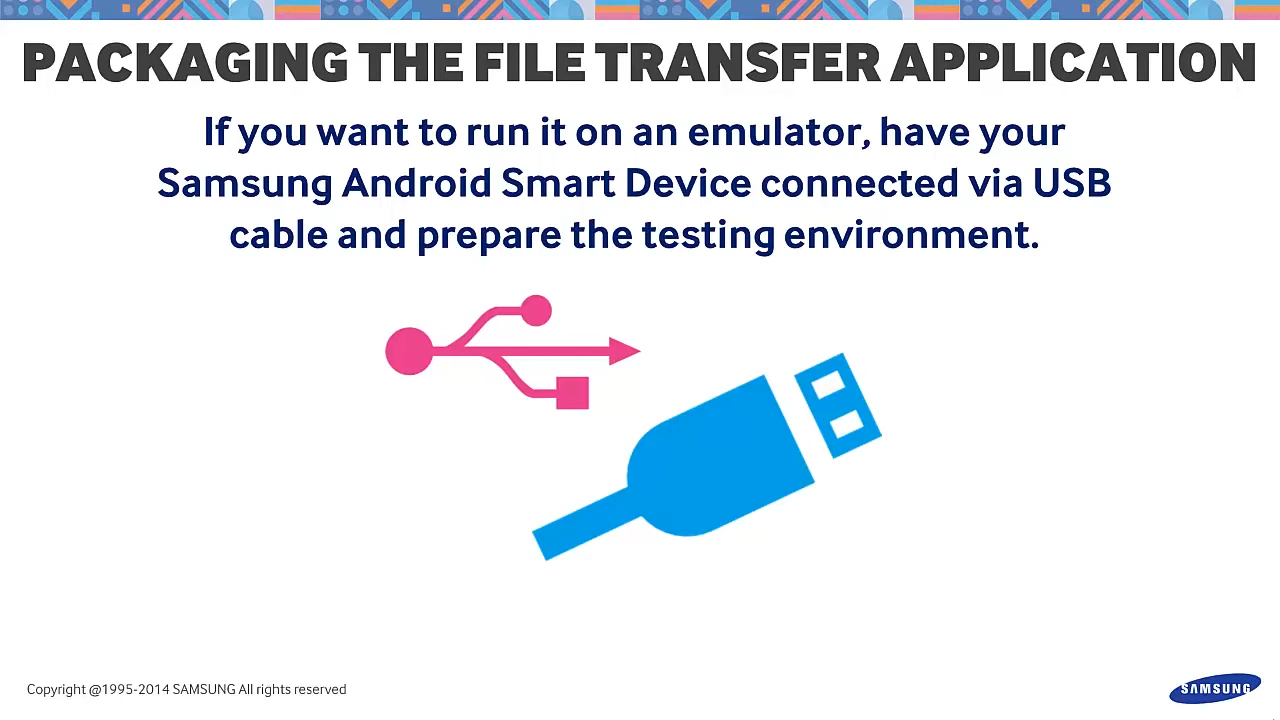 PACKAGING THE FILE TRANSFER APPLICATION
If you want to run it on an emulator, have your
Samsung Android Smart Device connected via USB
cable and prepare the testing environment.
Copyright @1995-2014 SAMSUNG All rights reserved
SAMSUNG